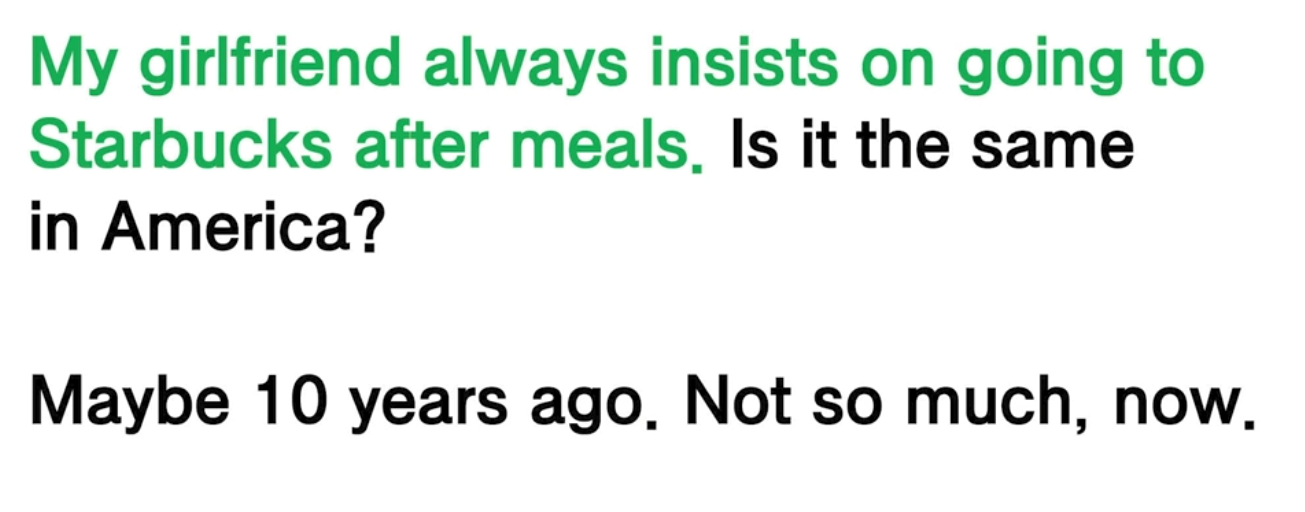 My girlfriend always insists on going to
Starbucks after meals. Is it the same
in America?
Maybe 10 years ago. Not so much, now.